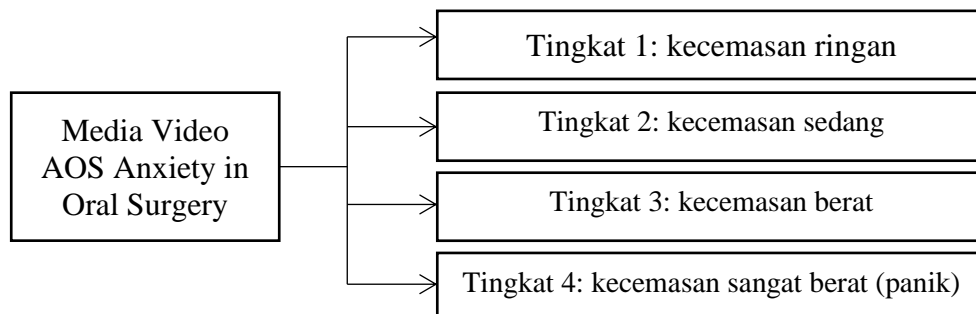 Media Video
AOS Anxiety in
Oral Surgery
Tingkat 1: kecemasan ringan
Tingkat 2: kecemasan sedang
Tingkat 3: kecemasan berat
Tingkat 4: kecemasan sangat berat (panik)